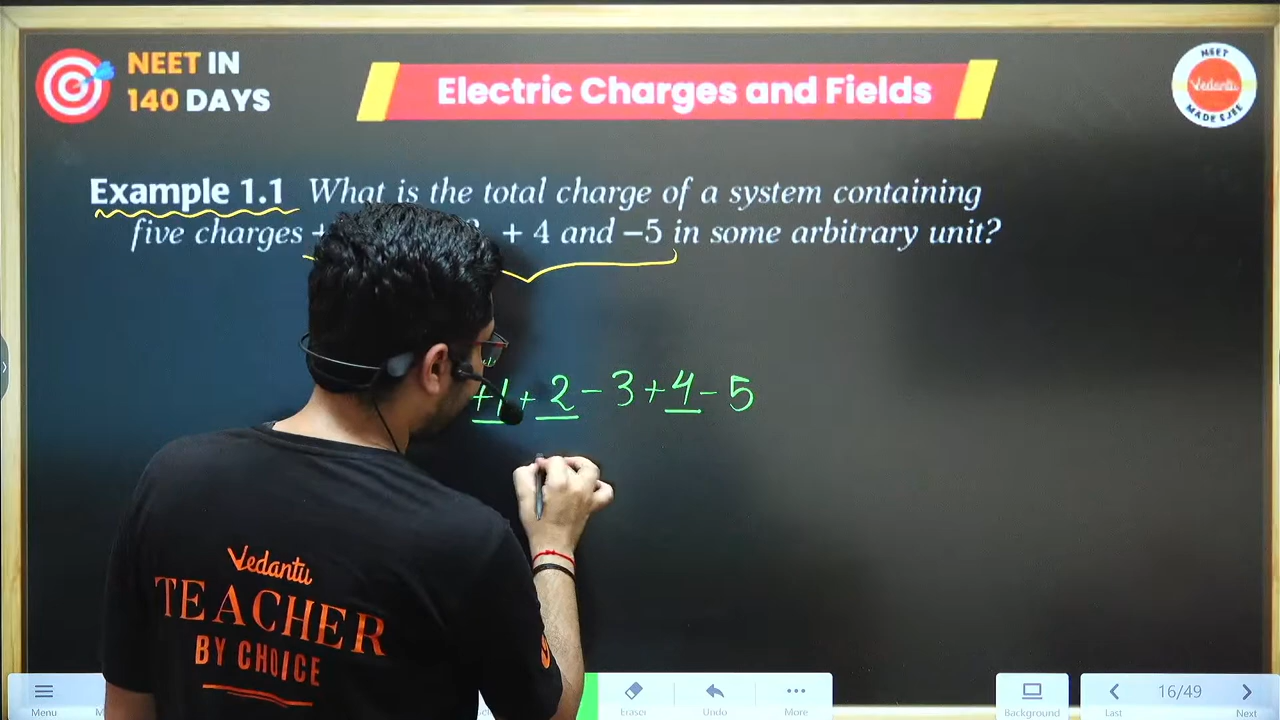 NEET IN
140 DAYS
Electric Charges and Fields
NEET
Vedantu
MADE EJEE
Example 1.1 What is the total charge of a system containing
five charges + + 4 and −5 in some arbitrary unit?
+1 + 2 - 3 + 4 - 5
Vedantu
TEACHER
BY CHOICE
Menu Eraser Undo More Background Last 16/49 Next